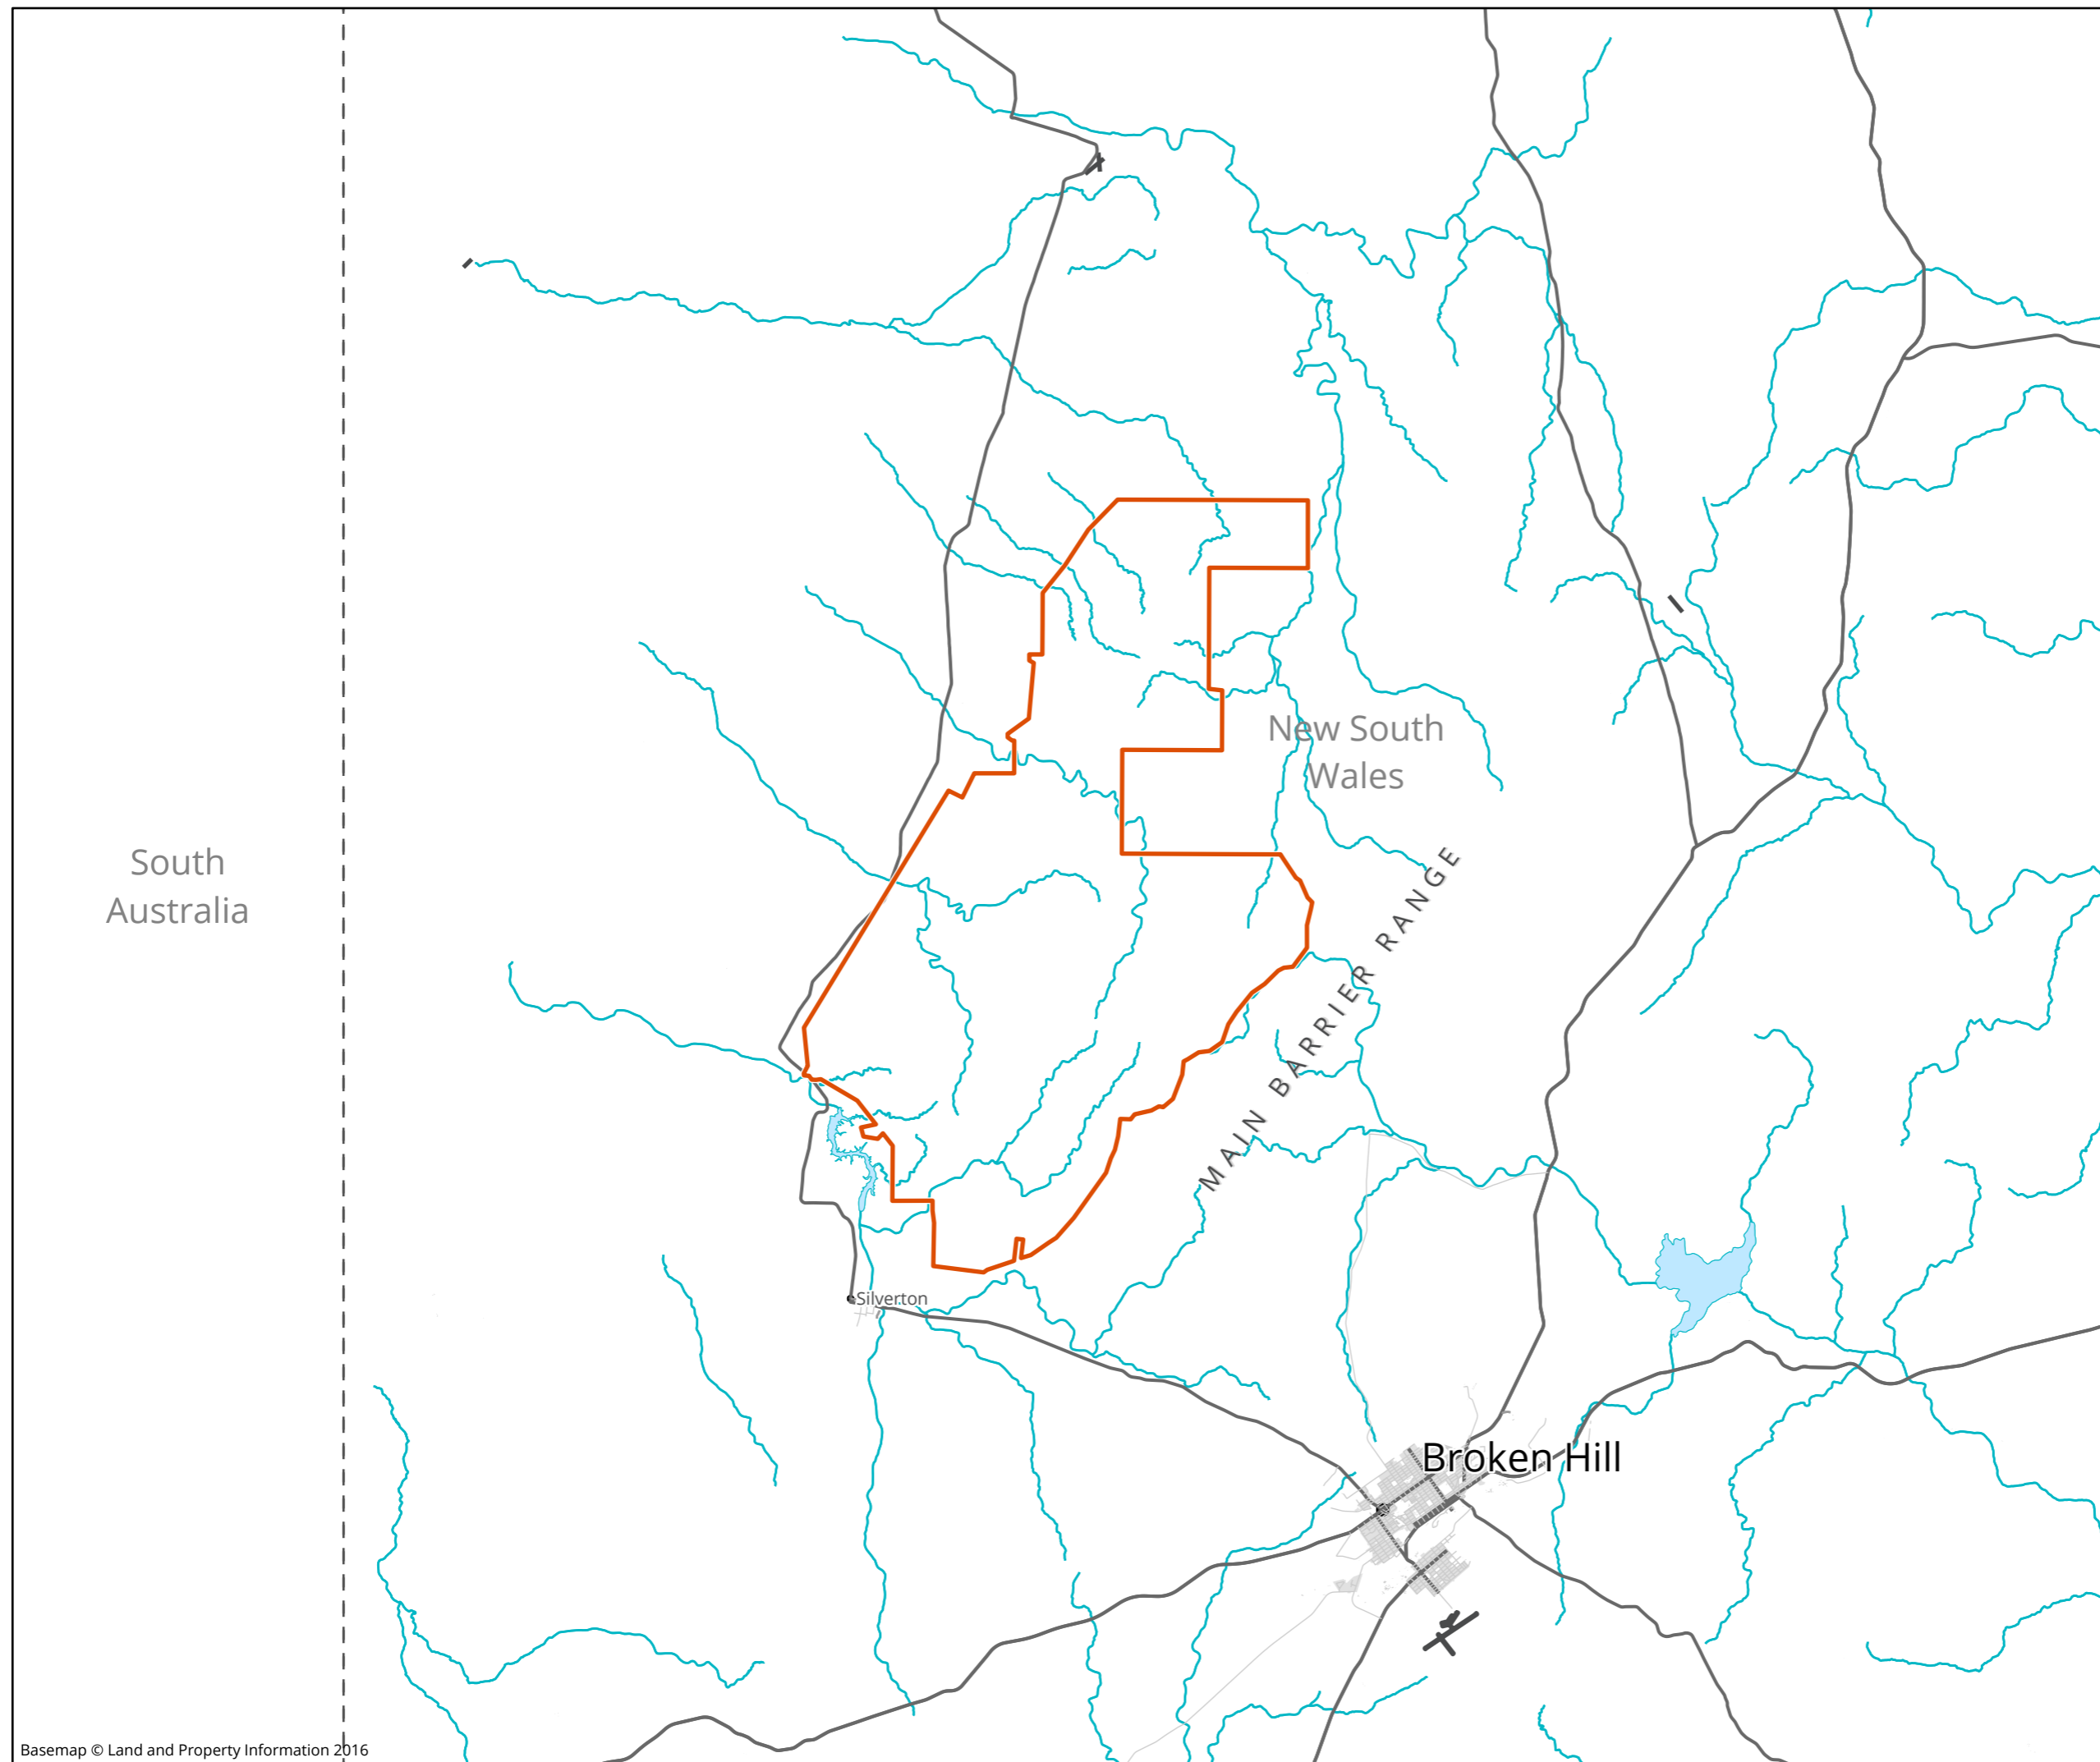 New South
Wales
South
Australia
MAIN BARRIER RANGE
Silverton
Broken Hill
Basemap © Land and Property Information 2016